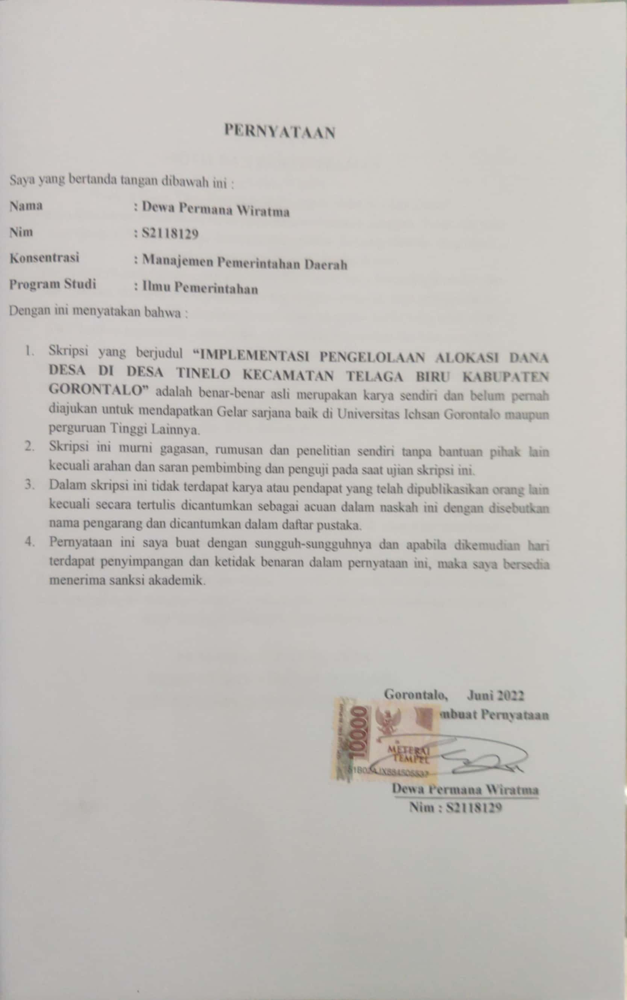 PERNYATAAN
Saya yang bertanda tangan dibawah ini :
Nama : Dewa Permana Wiratma
Nim : S2118129
Konsentrasi : Manajemen Pemerintahan Daerah
Program Studi : Ilmu Pemerintahan
Dengan ini menyatakan bahwa :
1. Skripsi yang berjudul “IMPLEMENTASI PENGELOLAAN ALOKASI DANA
DESA DI DESA TINELO KECAMATAN TELAGA BIRU KABUPATEN
GORONTALO” adalah benar-benar asli merupakan karya sendiri dan belum pernah
diajukan untuk mendapatkan Gelar sarjana baik di Universitas Ichsan Gorontalo maupun
perguruan Tinggi Lainnya.
2. Skripsi ini murni gagasan, rumusan dan penelitian sendiri tanpa bantuan pihak lain
kecuali arahan dan saran pembimbing dan penguji pada saat ujian skripsi ini.
3. Dalam skripsi ini tidak terdapat karya atau pendapat yang telah dipublikasikan orang lain
kecuali secara tertulis dicantumkan sebagai acuan dalam naskah ini dengan disebutkan
nama pengarang dan dicantumkan dalam daftar pustaka.
4. Pernyataan ini saya buat dengan sungguh-sungguhnya dan apabila dikemudian hari
terdapat penyimpangan dan ketidak benaran dalam pernyataan ini, maka saya bersedia
menerima sanksi akademik.
Gorontalo, Juni 2022
mbuat Pernyataan
10000
METERAI
TEMPEL
Dewa Permana Wiratma
Nim : S2118129